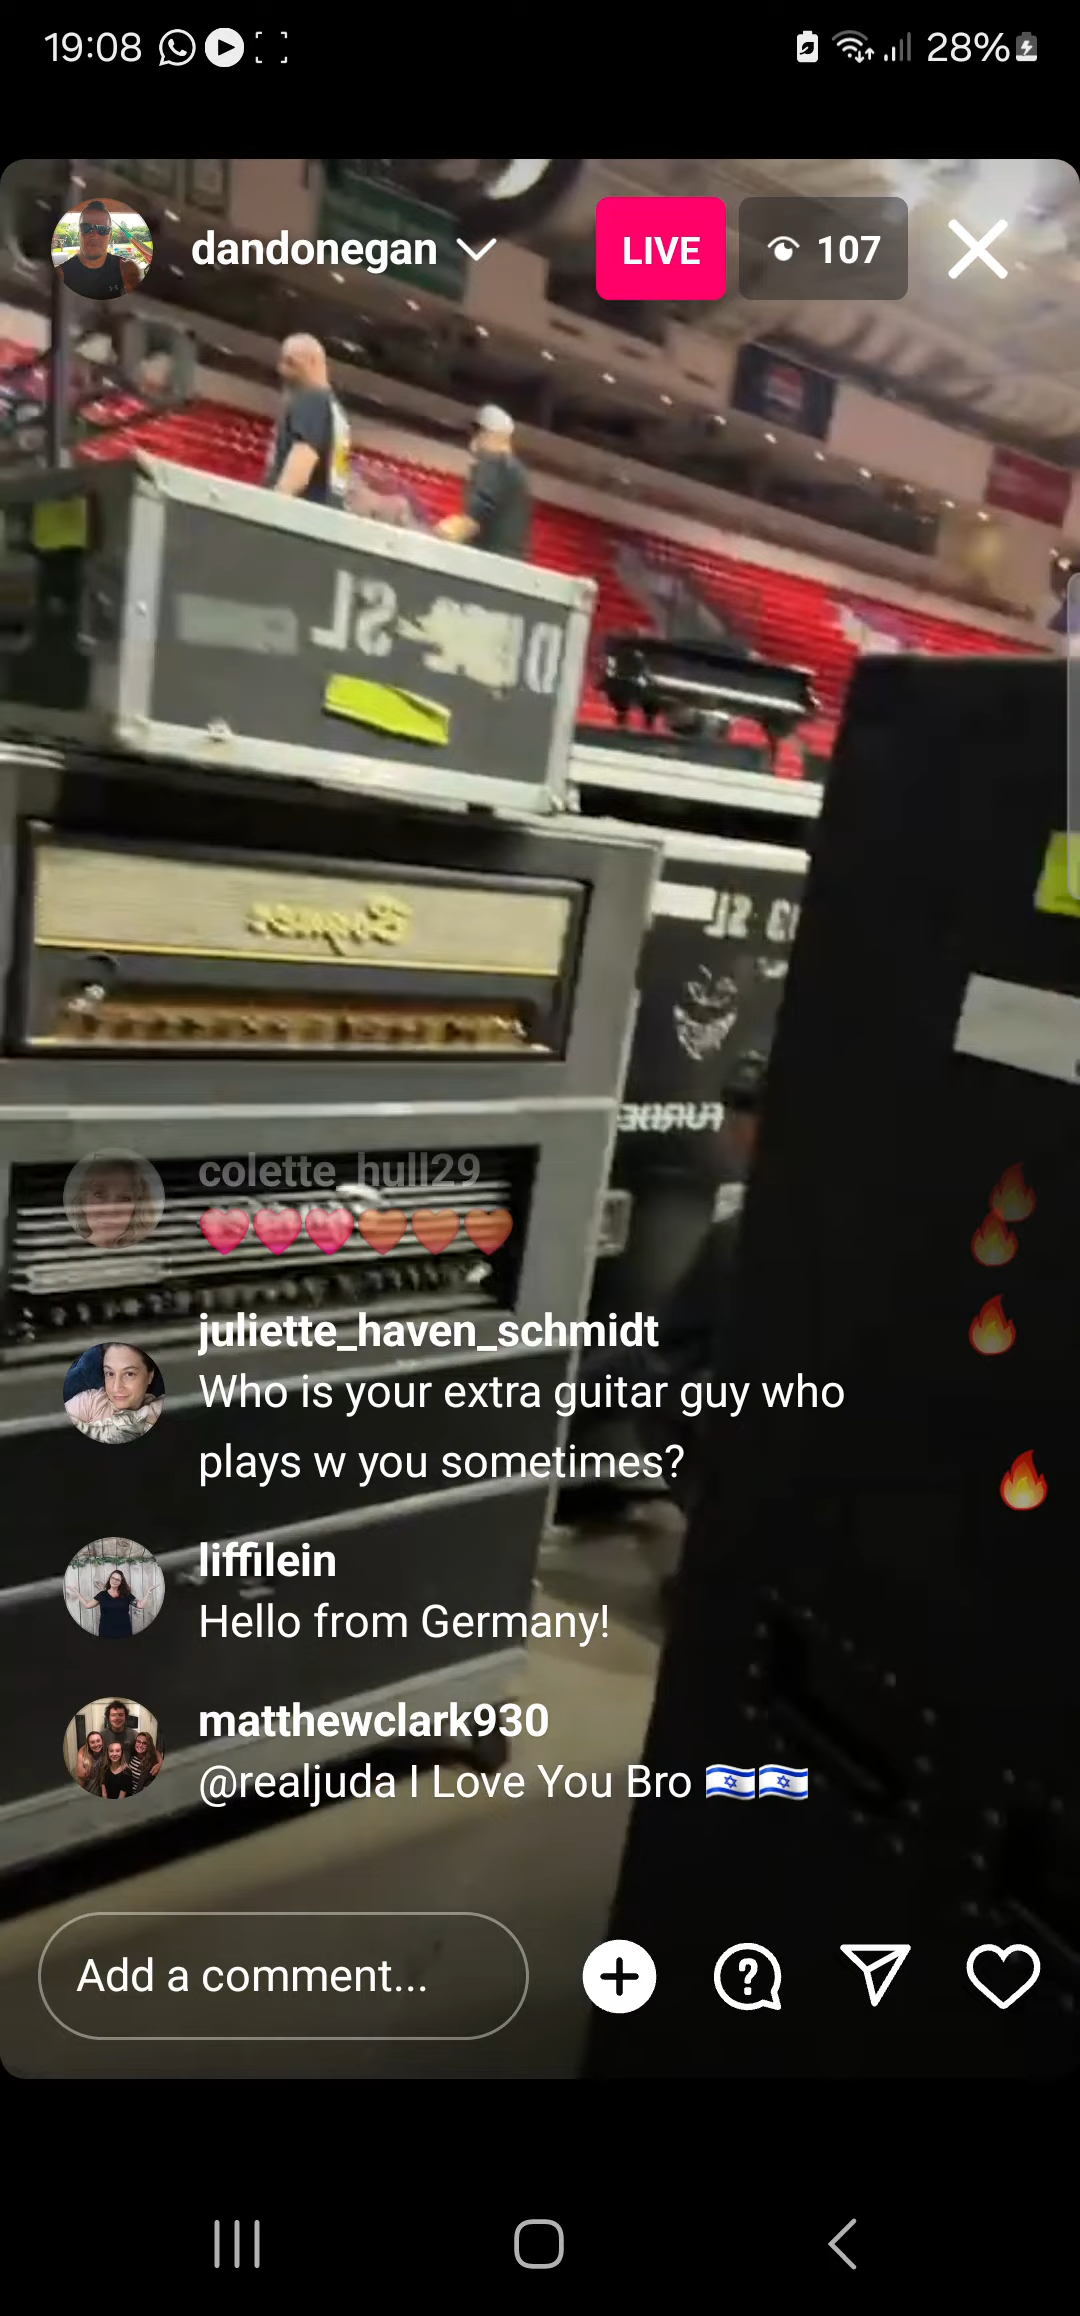 19:08
28%
dandonegan
LIVE
107
Bogner
colette_hull29
juliette_haven_schmidt
Who is your extra guitar guy who
plays w you sometimes?
liffilein
Hello from Germany!
matthewclark930
@realjuda I Love You Bro 🇮🇱🇮🇱
Add a comment...